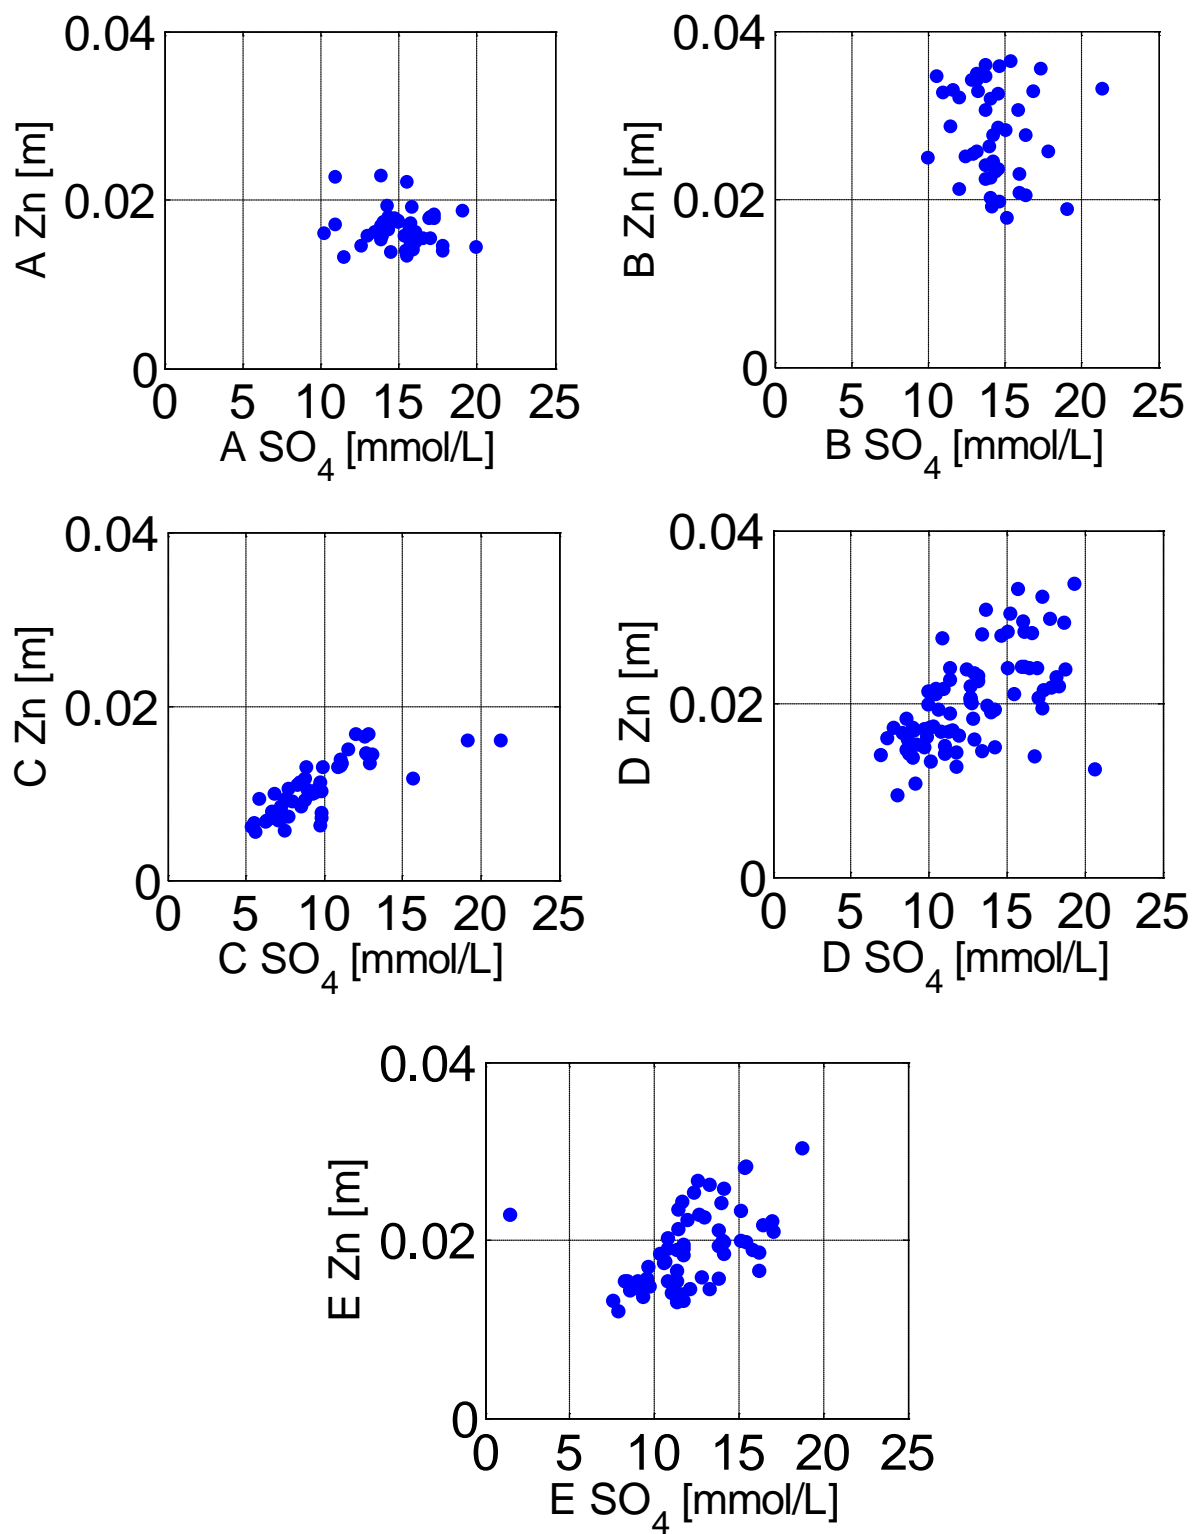 0.04
0.02
0
A Zn [m]
0 5 10 15 20 25
A SO4 [mmol/L]
0.04
0.02
0
B Zn [m]
0 5 10 15 20 25
B SO4 [mmol/L]
0.04
0.02
0
C Zn [m]
0 5 10 15 20 25
C SO4 [mmol/L]
0.04
0.02
0
D Zn [m]
0 5 10 15 20 25
D SO4 [mmol/L]
0.04
0.02
0
E Zn [m]
0 5 10 15 20 25
E SO4 [mmol/L]